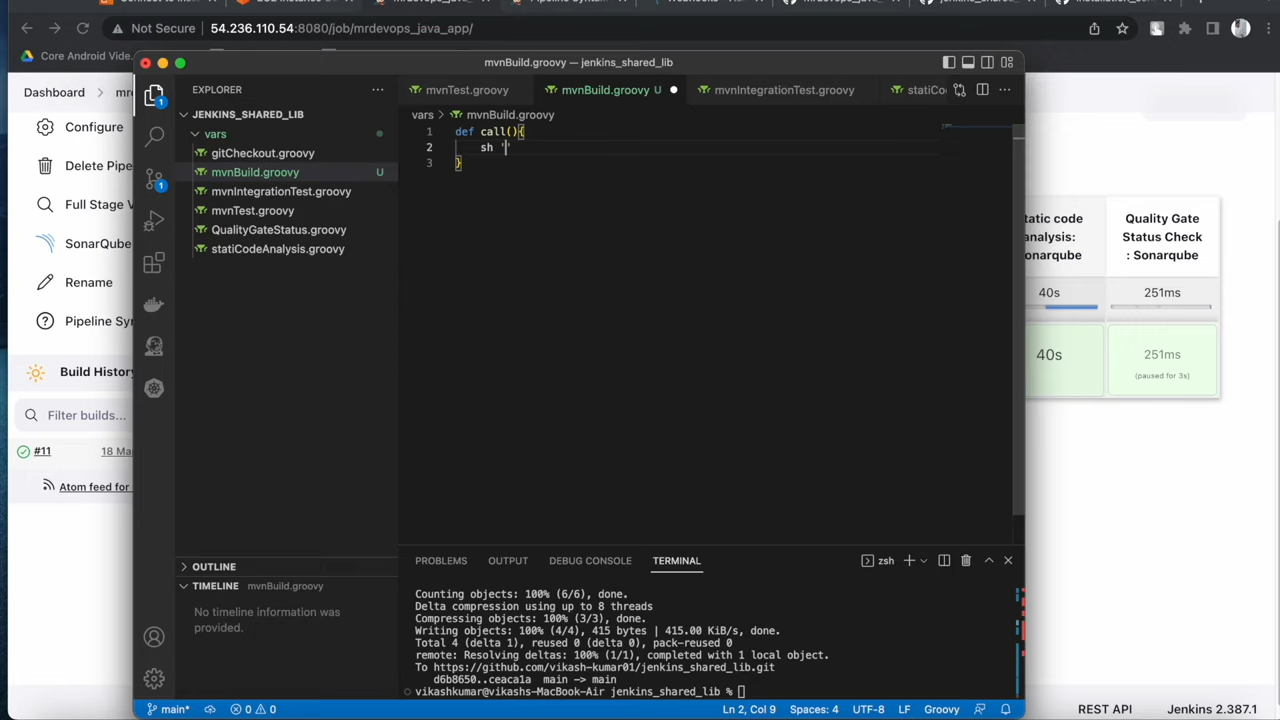 Not Secure
54.236.110.54:8080/job/mrdevops_java_app/
Core Android Vide.
mvnBuild.groovy — jenkins_shared_lib
Dashboard
Configure
Delete Pipe
Full Stage V
SonarQube
Rename
Pipeline Syn
Build History
Filter builds...
#11
18 Ma
Atom feed for
1
1
EXPLORER
JENKINS_SHARED_LIB
vars
gitCheckout.groovy
mvnBuild.groovy U
mvnIntegrationTest.groovy
mvnTest.groovy
QualityGateStatus.groovy
statiCodeAnalysis.groovy
OUTLINE
TIMELINE mvnBuild.groovy
No timeline information was
provided.
mvnTest.groovy
mvnBuild.groovy U
mvnIntegrationTest.groovy
statiCo
vars > mvnBuild.groovy
1 def call(){
2 sh ''
3 }
PROBLEMS OUTPUT DEBUG CONSOLE TERMINAL
zsh
Counting objects: 100% (6/6), done.
Delta compression using up to 8 threads
Compressing objects: 100% (3/3), done.
Writing objects: 100% (4/4), 415 bytes | 415.00 KiB/s, done.
Total 4 (delta 1), reused 0 (delta 0), pack-reused 0
remote: Resolving deltas: 100% (1/1), completed with 1 local object.
To https://github.com/vikash-kumar01/jenkins_shared_lib.git
d6b8650..ceaca1a main -> main
vikashkumar@vikashs-MacBook-Air jenkins_shared_lib %
main*
0 0
Ln 2, Col 9
Spaces: 4
UTF-8
LF
Groovy
tatic code
analysis:
onarqube
Quality Gate
Status Check
: Sonarqube
40s
251ms
40s
251ms
(paused for 3s)
REST API
Jenkins 2.387.1